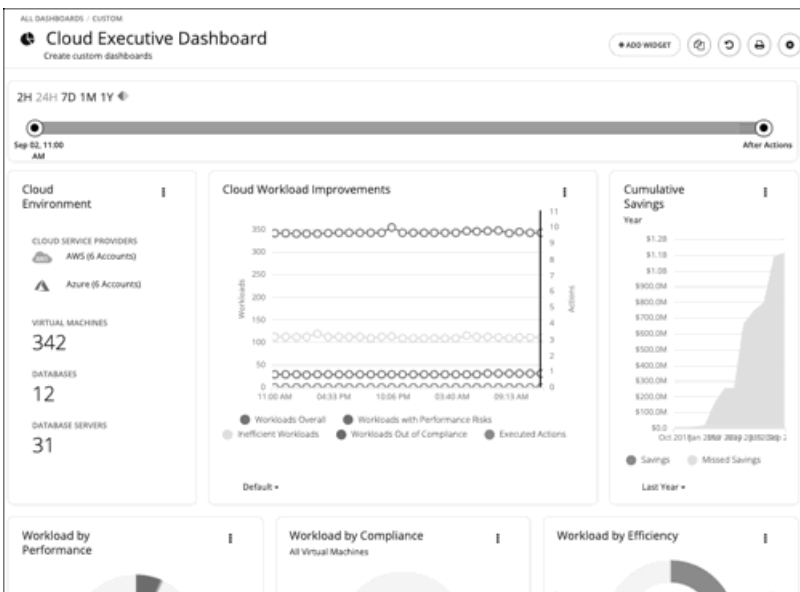 ALL DASHBOARDS / CUSTOM
Cloud Executive Dashboard
Create custom dashboards
ADD WIDGET
2H 24H 7D 1M 1Y
Sep 02, 11:00
AM
After Actions
Cloud
Environment
CLOUD SERVICE PROVIDERS
AWS (6 Accounts)
Azure (6 Accounts)
VIRTUAL MACHINES
342
DATABASES
12
DATABASE SERVERS
31
Cloud Workload Improvements
Workloads
350
300
250
200
150
100
50
0
11
10
9
8
7
6
5
4
3
2
1
0
Actions
11:00 AM 04:33 PM 10:06 PM 03:40 AM 09:13 AM
Workloads Overall Workloads with Performance Risks
Inefficient Workloads Workloads Out of Compliance Executed Actions
Default
Cumulative
Savings
Year
$1.2B
$1.1B
$1.0B
$900.0M
$800.0M
$700.0M
$600.0M
$500.0M
$400.0M
$300.0M
$200.0M
$100.0M
$0.0
Oct
Savings Missed Savings
Last Year
Workload by
Performance
Workload by Compliance
All Virtual Machines
Workload by Efficiency